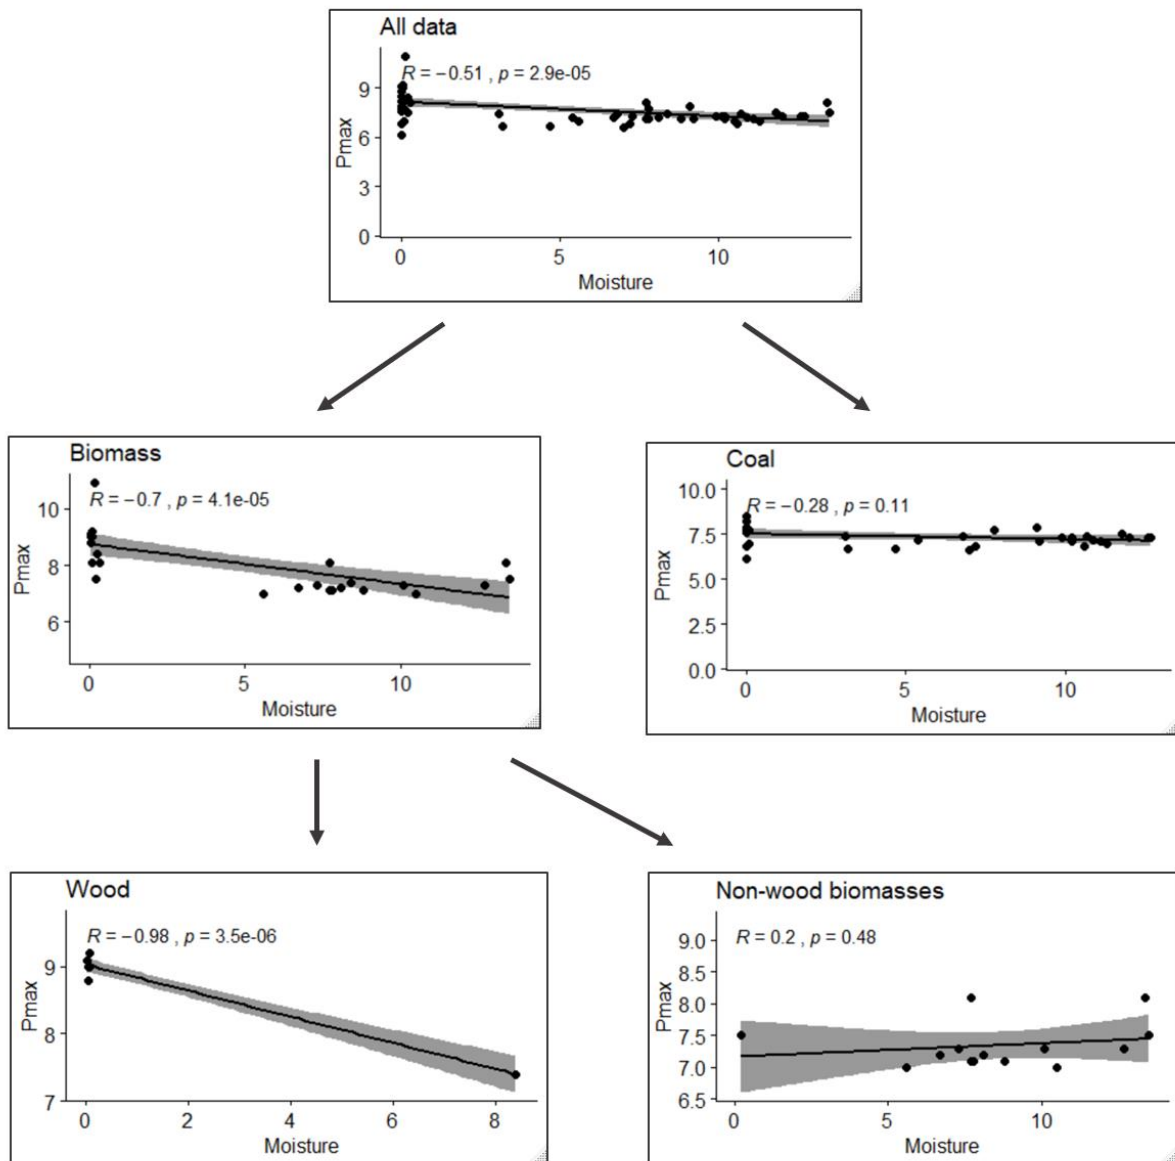 All data
R = −0.51 , p = 2.9e-05
9
6
3
0
Pmax
0 5 10
Moisture
Biomass
R = −0.7 , p = 4.1e-05
10
8
6
Pmax
0 5 10
Moisture
Coal
R = −0.28 , p = 0.11
10.0
7.5
5.0
2.5
0.0
Pmax
0 5 10
Moisture
Wood
R = −0.98 , p = 3.5e-06
9
8
7
Pmax
0 2 4 6 8
Moisture
Non-wood biomasses
R = 0.2 , p = 0.48
9.0
8.5
8.0
7.5
7.0
6.5
Pmax
0 5 10
Moisture